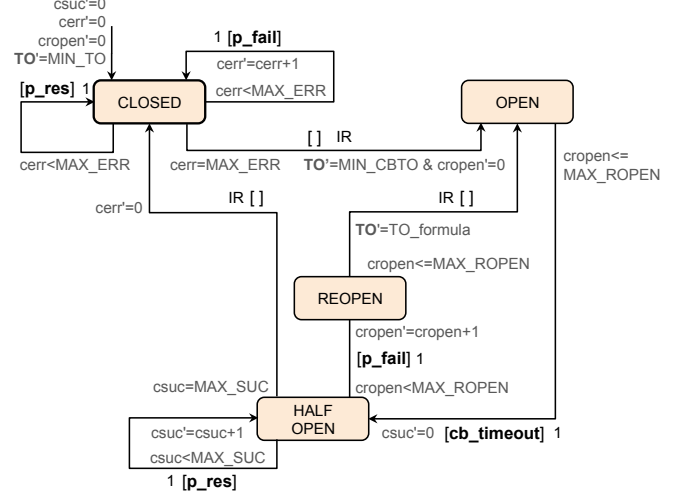 csuc'=0
cerr'=0
cropen'=0
TO'=MIN_TO
1 [p_fail]
cerr'=cerr+1
cerr<MAX_ERR
[p_res] 1
CLOSED
OPEN
cerr<MAX_ERR
[ ] IR
cerr=MAX_ERR
TO'=MIN_CBTO & cropen'=0
cropen<=
MAX_ROPEN
cerr'=0
IR [ ]
IR [ ]
TO'=TO_formula
cropen<=MAX_ROPEN
REOPEN
cropen'=cropen+1
[p_fail] 1
csuc=MAX_SUC
cropen<MAX_ROPEN
HALF
OPEN
csuc'=csuc+1
csuc'=0 [cb_timeout] 1
csuc<MAX_SUC
1 [p_res]